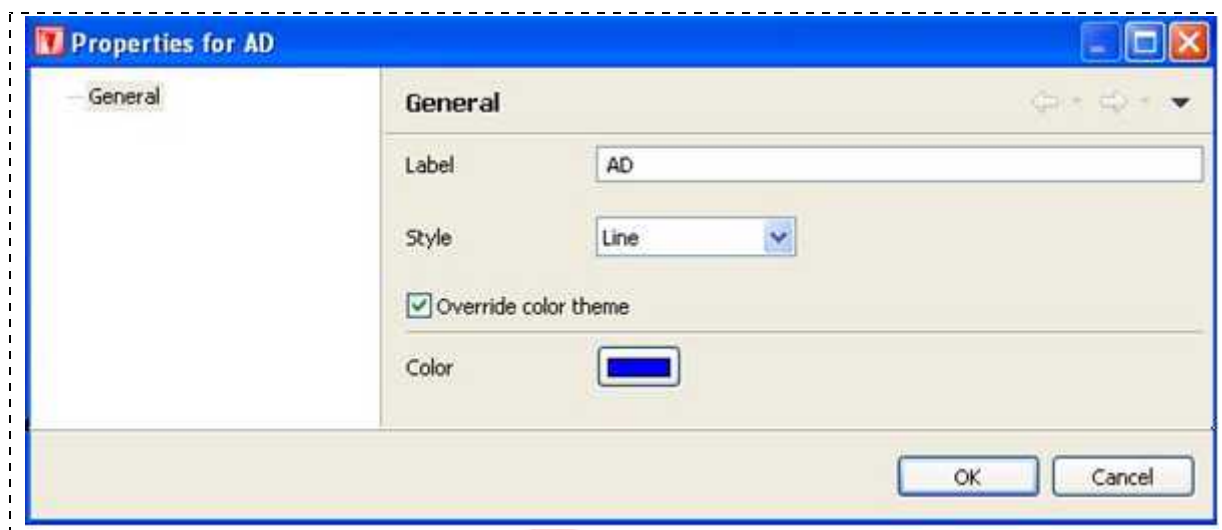 Properties for AD
General
General
Label
AD
Style
Line
Override color theme
Color
OK
Cancel